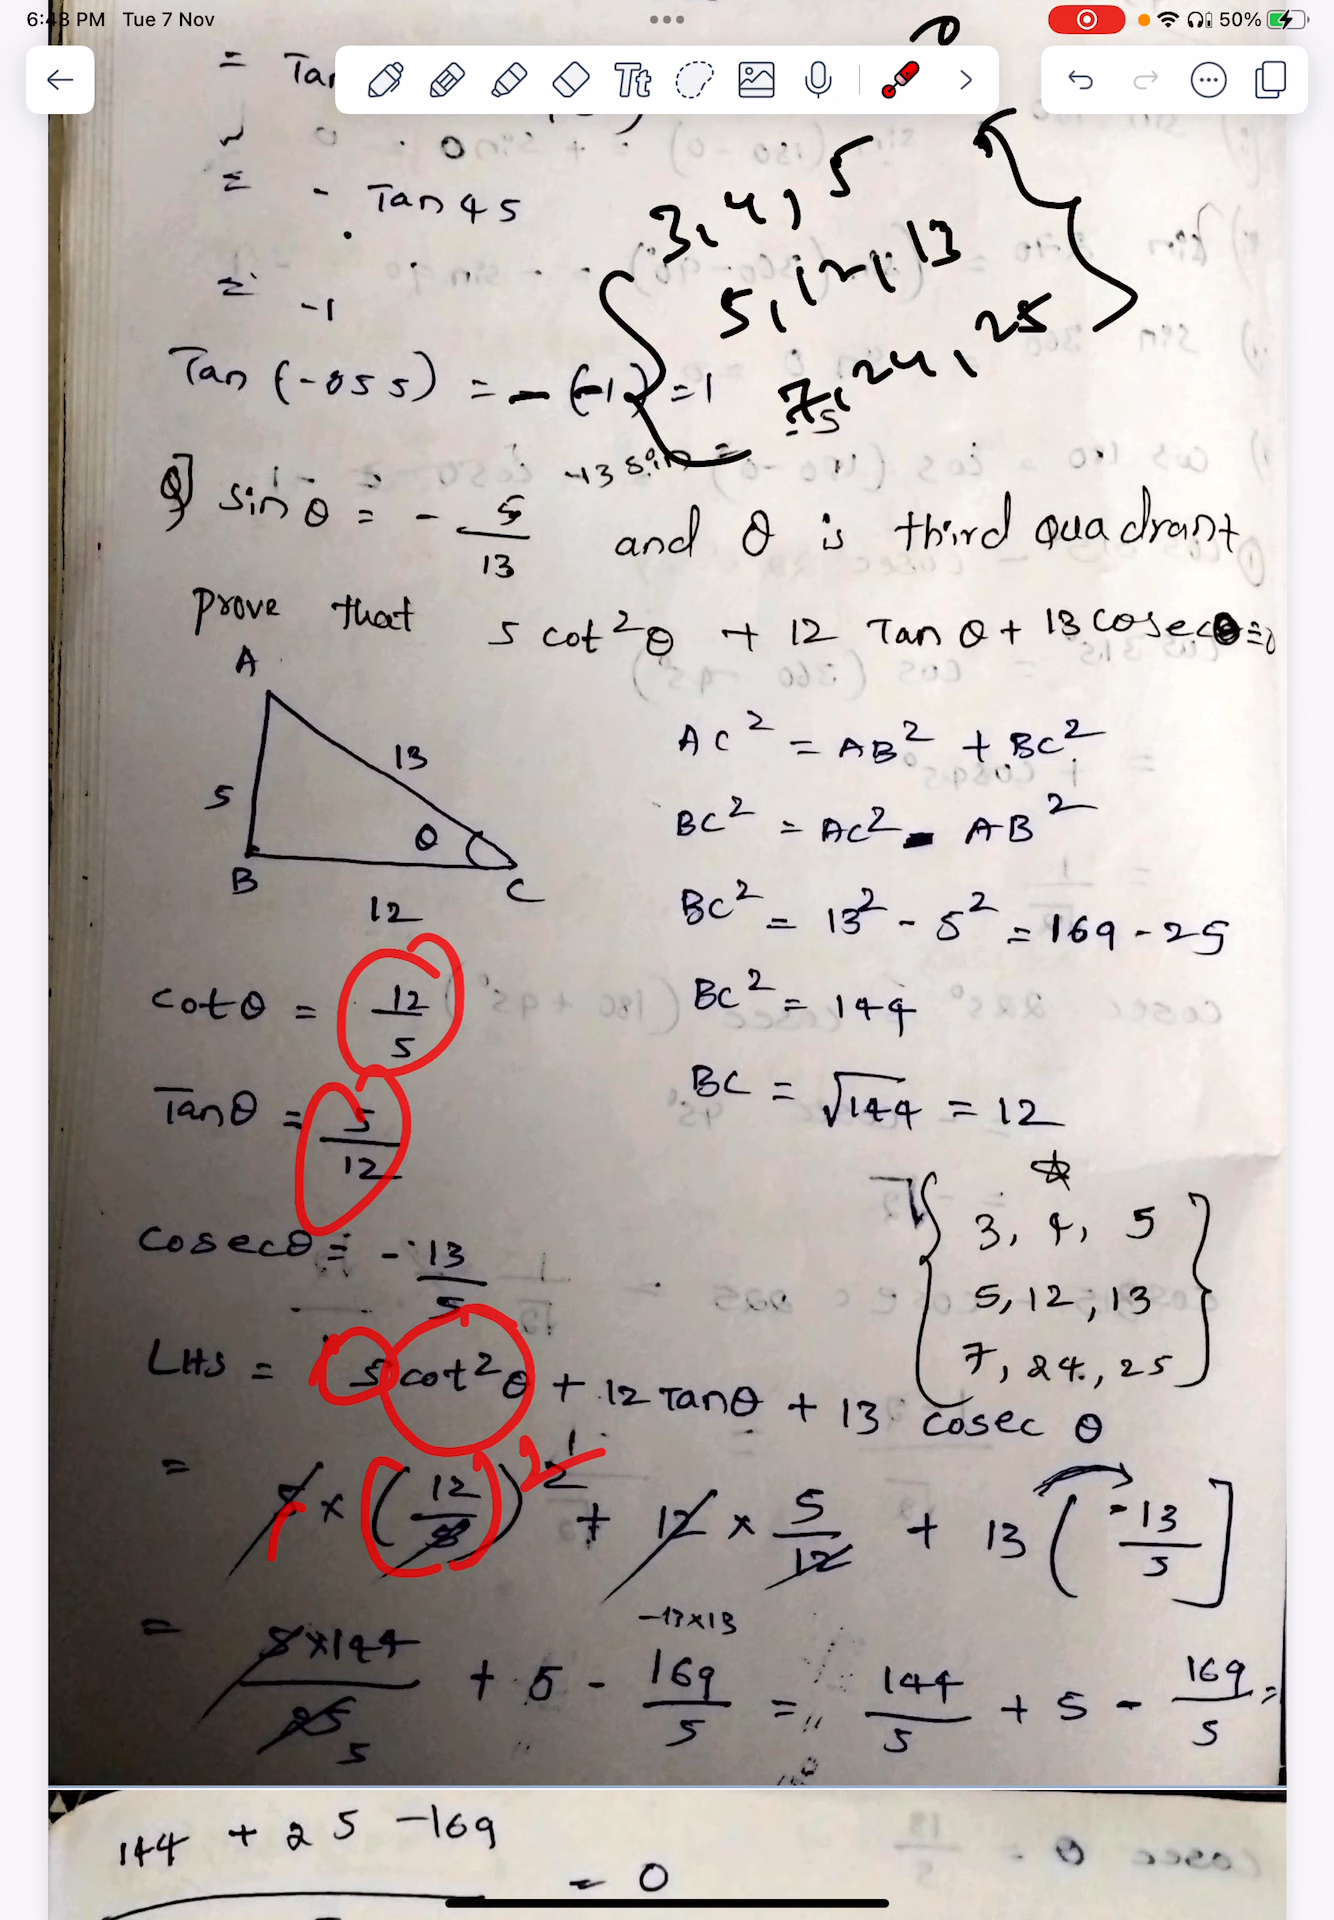 6:48 PM Tue 7 Nov
50%
Tt
= Tan
= - Tan 45
= -1
Tan (-855) = - (-1) = 1
3, 4, 5
5, 12, 13
7, 24, 25
Q] sin θ = - 5/13 and θ is third quadrant
prove that 5 cot²θ + 12 Tan θ + 13 cosec θ = 0
A
13
5
θ
B
C
12
AC² = AB² + BC²
BC² = AC² - AB²
BC² = 13² - 5² = 169 - 25
BC² = 144
BC = √144 = 12
cot θ = 12/5
Tan θ = 5/12
cosec θ = - 13/5
3, 4, 5
5, 12, 13
7, 24, 25
LHS = 5 cot²θ + 12 Tan θ + 13 cosec θ
= 5 × (12/5)² + 12 × 5/12 + 13 ( -13/5 ]
-13×13
= 5×144/25 5 + 5 - 169/5 = 144/5 + 5 - 169/5 =
144 + 25 - 169
= 0